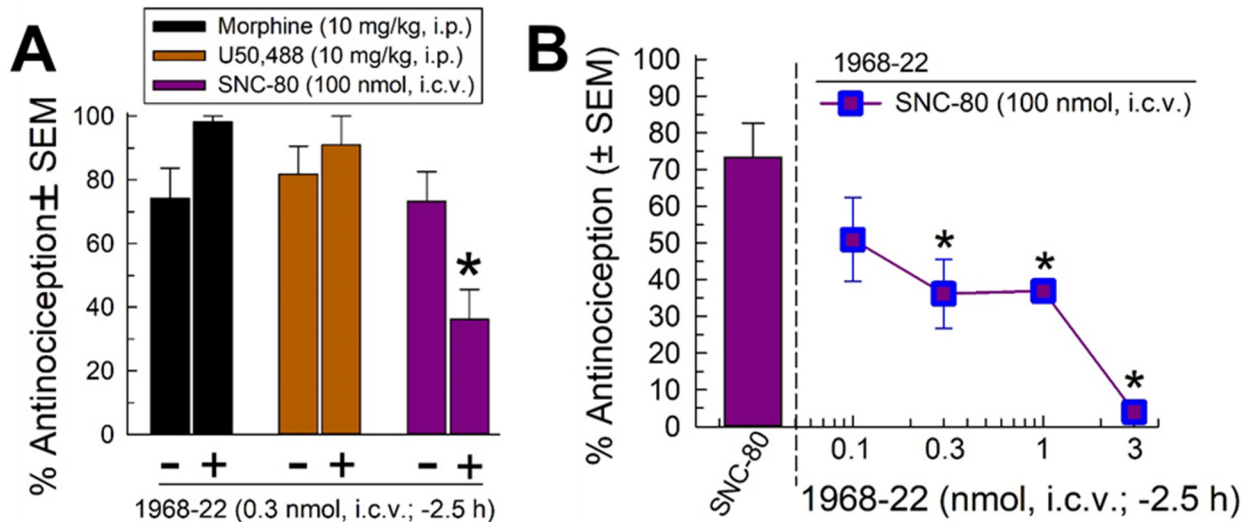 A
Morphine (10 mg/kg, i.p.)
U50,488 (10 mg/kg, i.p.)
SNC-80 (100 nmol, i.c.v.)
% Antinociception± SEM
100
80
60
40
20
0
*
- + - + - +
1968-22 (0.3 nmol, i.c.v.; -2.5 h)
B
% Antinociception (± SEM)
100
90
80
70
60
50
40
30
20
10
0
1968-22
SNC-80 (100 nmol, i.c.v.)
* * *
SNC-80
0.1 0.3 1 3
1968-22 (nmol, i.c.v.; -2.5 h)